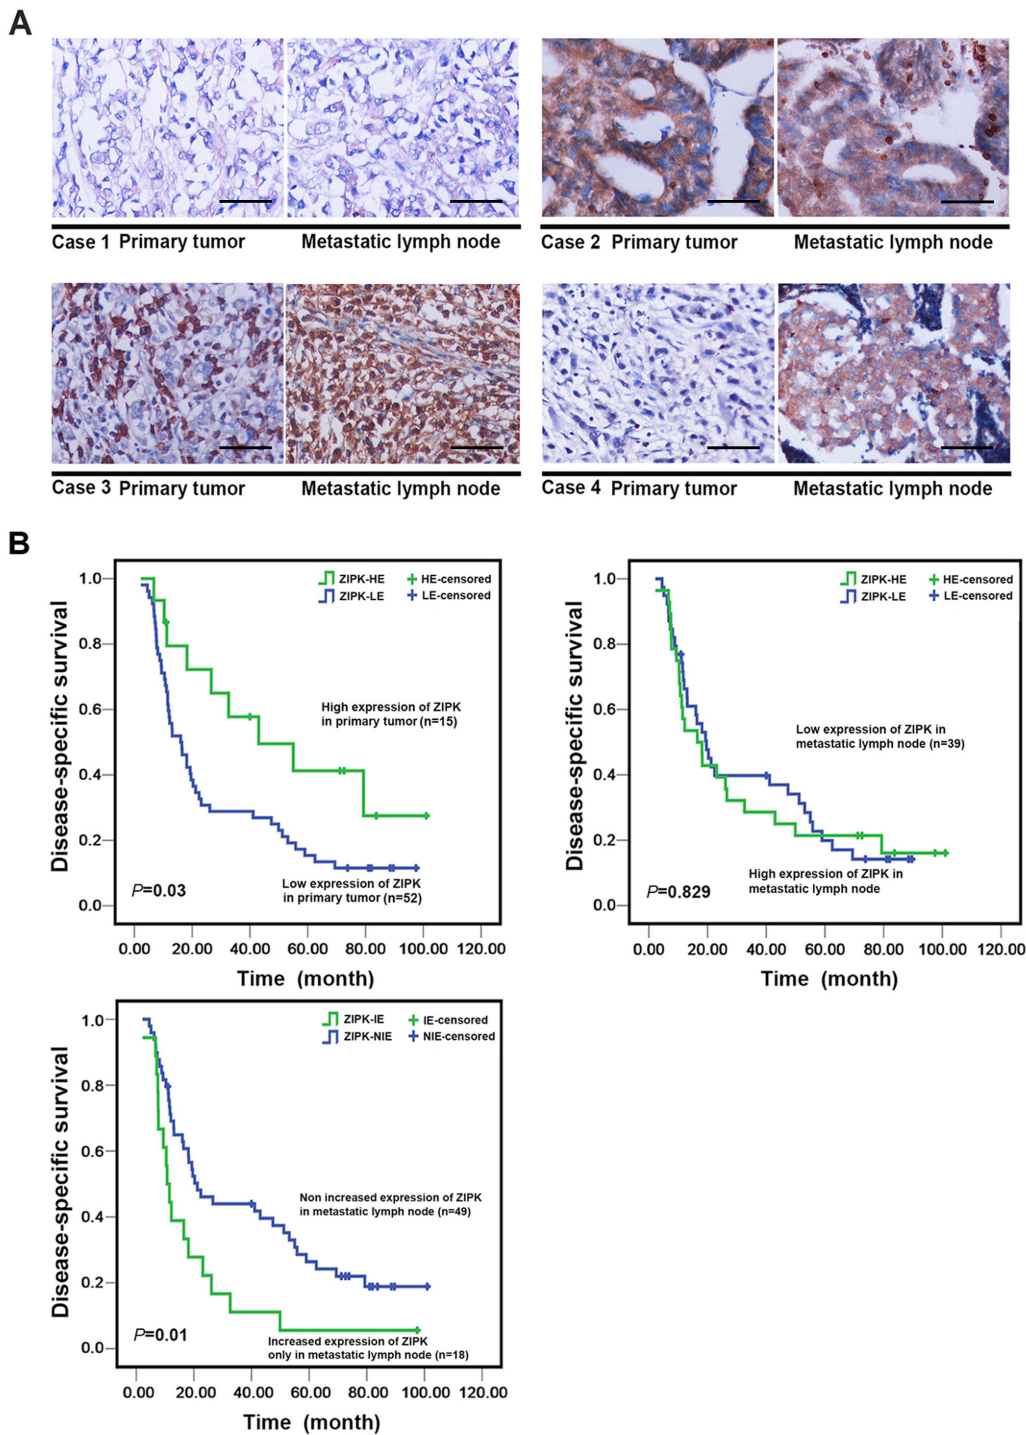 A
Case 1 Primary tumor Metastatic lymph node
Case 2 Primary tumor Metastatic lymph node
Case 3 Primary tumor Metastatic lymph node
Case 4 Primary tumor Metastatic lymph node
B
Disease-specific survival
1.0
0.8
0.6
0.4
0.2
0.0
ZIPK-HE HE-censored
ZIPK-LE LE-censored
High expression of ZIPK
in primary tumor (n=15)
Low expression of ZIPK
in primary tumor (n=52)
P=0.03
0.00 20.00 40.00 60.00 80.00 100.00 120.00
Time (month)
Disease-specific survival
1.0
0.8
0.6
0.4
0.2
0.0
ZIPK-HE HE-censored
ZIPK-LE LE-censored
Low expression of ZIPK in
metastatic lymph node (n=39)
High expression of ZIPK in
metastatic lymph node
P=0.829
0.00 20.00 40.00 60.00 80.00 100.00 120.00
Time (month)
Disease-specific survival
1.0
0.8
0.6
0.4
0.2
0.0
ZIPK-IE IE-censored
ZIPK-NIE NIE-censored
Non increased expression of ZIPK
in metastatic lymph node (n=49)
P=0.01
Increased expression of ZIPK
only in metastatic lymph node (n=18)
0.00 20.00 40.00 60.00 80.00 100.00 120.00
Time (month)